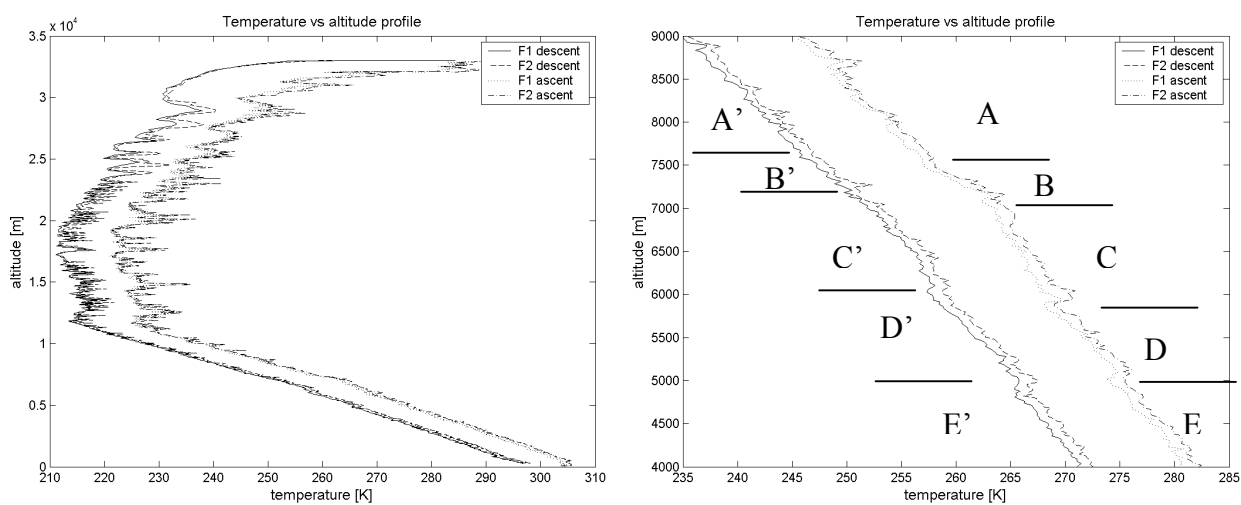 Temperature vs altitude profile
x 10^4
3.5
3
2.5
2
1.5
1
0.5
0
altitude [m]
210 220 230 240 250 260 270 280 290 300 310
temperature [K]
F1 descent
F2 descent
F1 ascent
F2 ascent
Temperature vs altitude profile
9000
8500
8000
7500
7000
6500
6000
5500
5000
4500
4000
altitude [m]
235 240 245 250 255 260 265 270 275 280 285
temperature [K]
F1 descent
F2 descent
F1 ascent
F2 ascent
A’
A
B’
B
C’
C
D’
D
E’
E